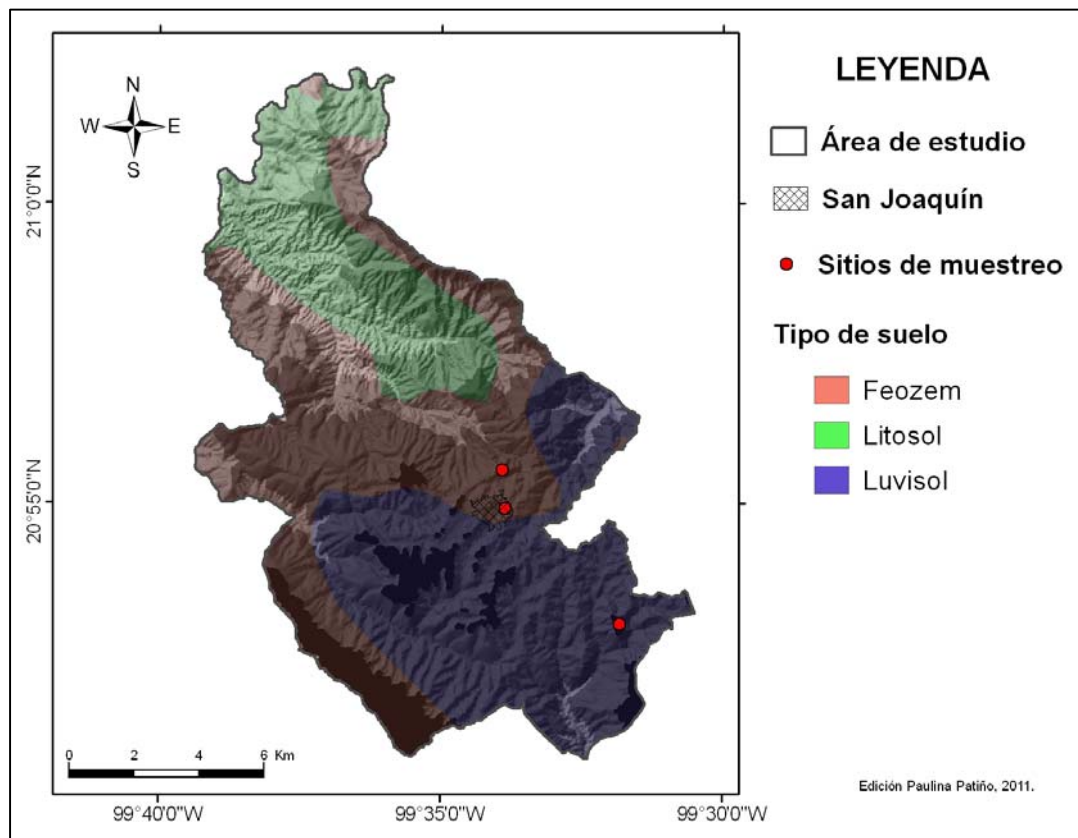 N
W E
S
21°0'0"N
20°55'0"N
0 2 4 6 Km
99°40'0"W 99°35'0"W 99°30'0"W
LEYENDA
Área de estudio
San Joaquín
Sitios de muestreo
Tipo de suelo
Feozem
Litosol
Luvisol
Edición Paulina Patiño, 2011.